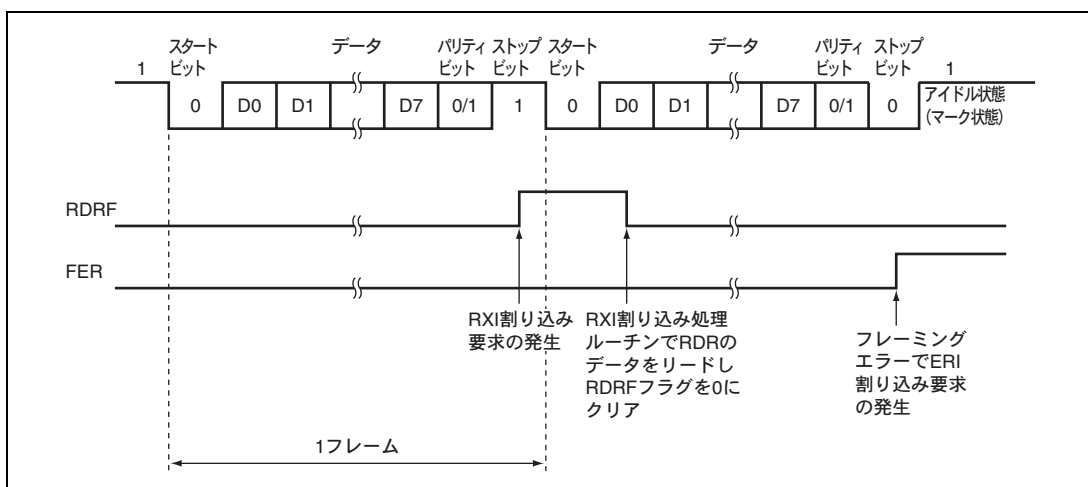 スタート
ビット
データ
パリティ
ビット
ストップ
ビット
スタート
ビット
データ
パリティ
ビット
ストップ
ビット
1
0
D0
D1
D7
0/1
1
0
D0
D1
D7
0/1
0
1
アイドル状態
(マーク状態)
RDRF
FER
RXI割り込み
要求の発生
RXI割り込み処理
ルーチンでRDRの
データをリードし
RDRFフラグを0に
クリア
フレーミング
エラーでERI
割り込み要求
の発生
1フレーム